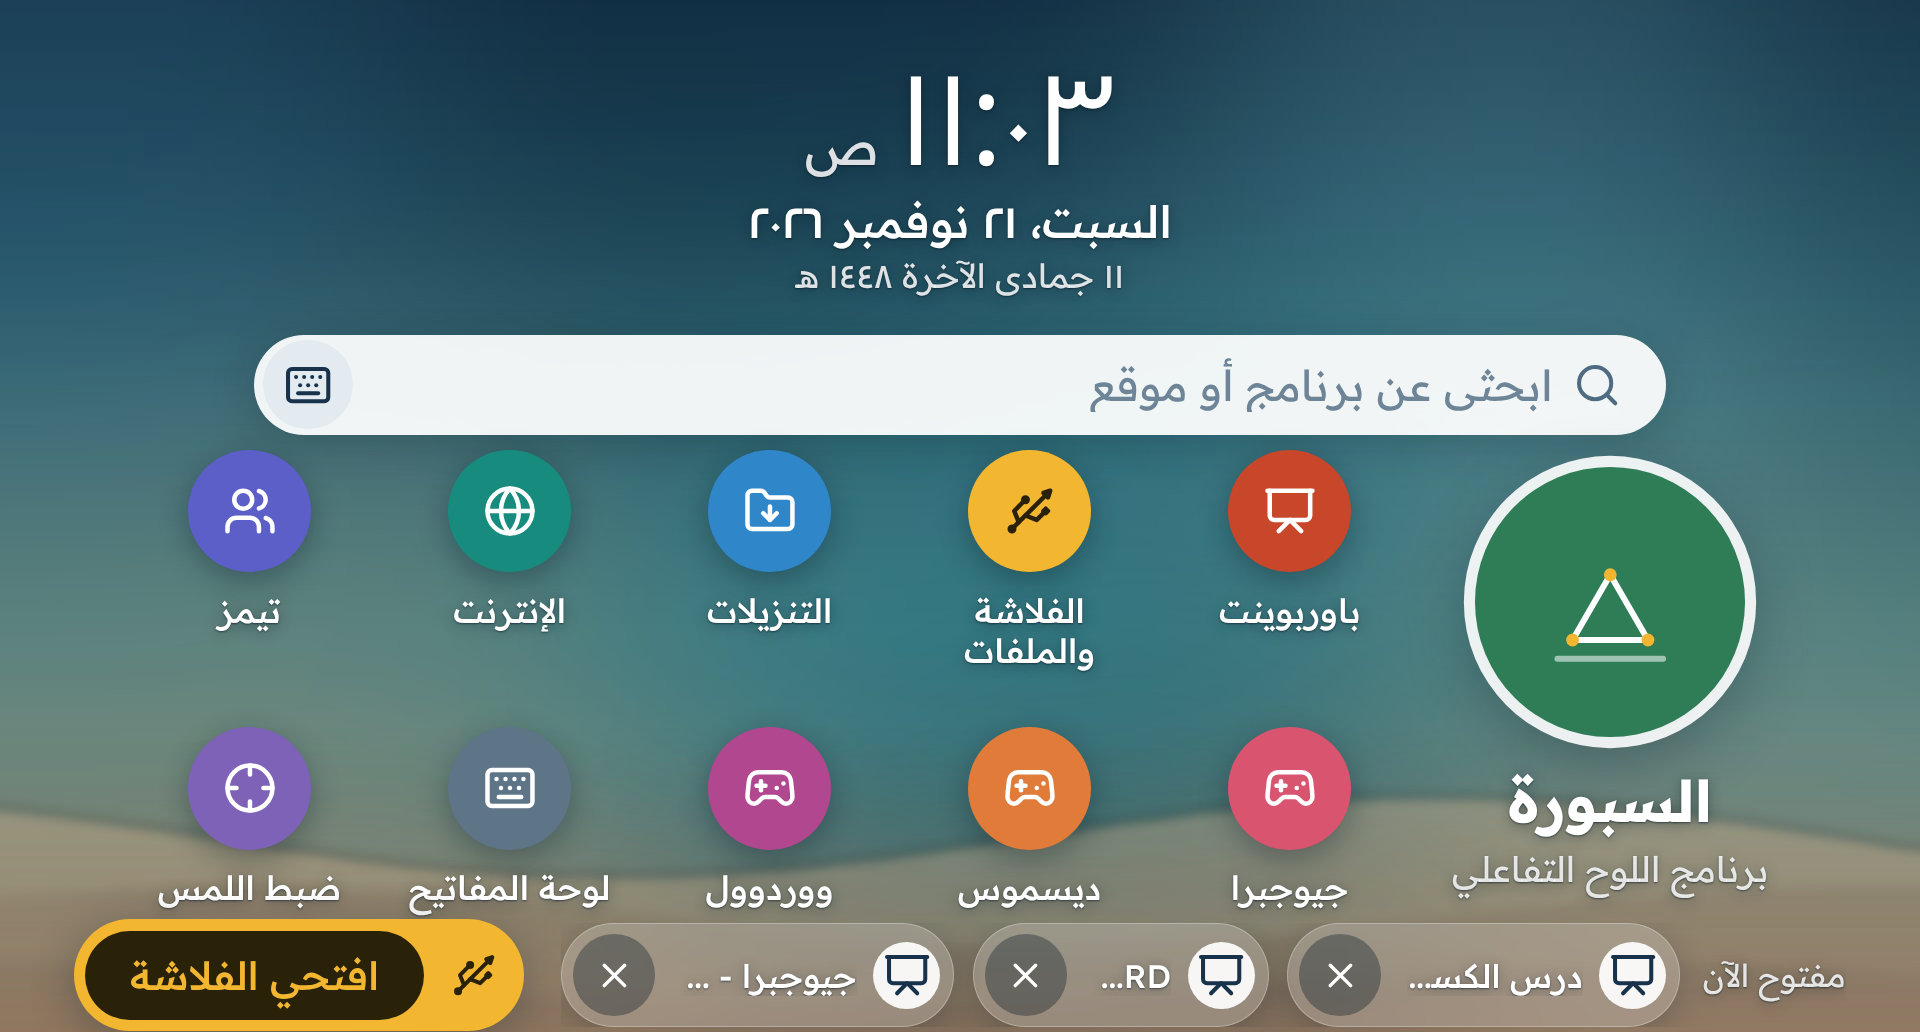 ١١:٠٣ ص
السبت، ٢١ نوفمبر ٢٠٢٦
١١ جمادى الآخرة ١٤٤٨ هـ
ابحثي عن برنامج أو موقع
السبورة
برنامج اللوح التفاعلي
باوربوينت
الفلاشة
والملفات
التنزيلات
الإنترنت
تيمز
جيوجبرا
ديسموس
ووردوول
لوحة المفاتيح
ضبط اللمس
مفتوح الآن
درس الكسـ...
RD...
جيوجبرا - ...
افتحي الفلاشة